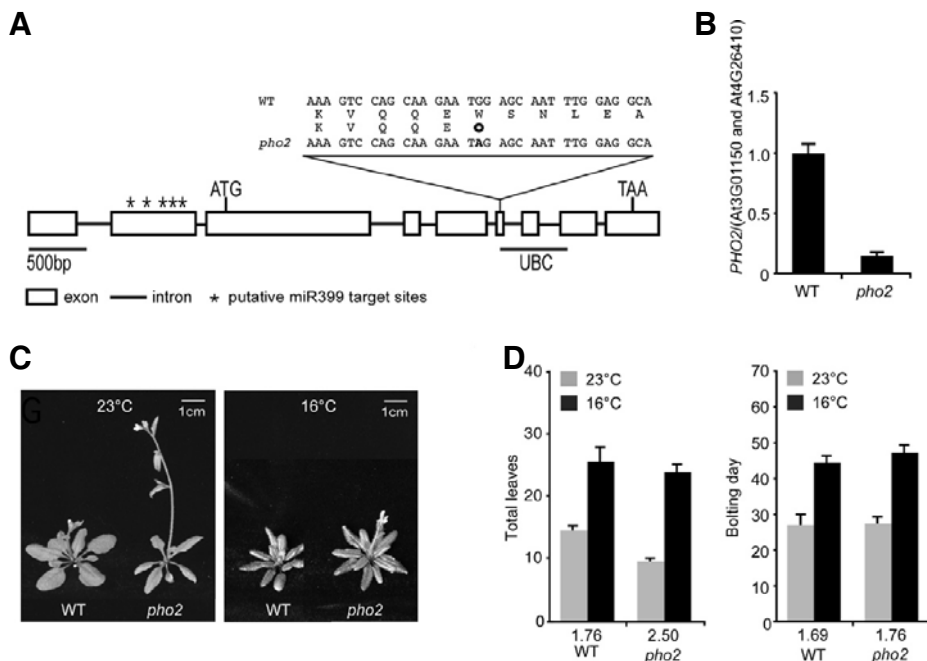 A
WT AAA GTC CAG CAA GAA TGG AGC AAT TTG GAG GCA
K V Q Q E W S N L E A
K V Q Q E
pho2 AAA GTC CAG CAA GAA TAG AGC AAT TTG GAG GCA
* * ****
ATG
TAA
500bp
UBC
exon intron * putative miR399 target sites
B
PHO2/(At3G01150 and At4G26410)
1.5
1.0
0.5
0
WT pho2
C
G
23°C
1cm
WT pho2
16°C
1cm
WT pho2
D
Total leaves
40
30
20
10
0
23°C
16°C
1.76 2.50
WT pho2
Bolting day
70
60
50
40
30
20
10
0
23°C
16°C
1.69 1.76
WT pho2